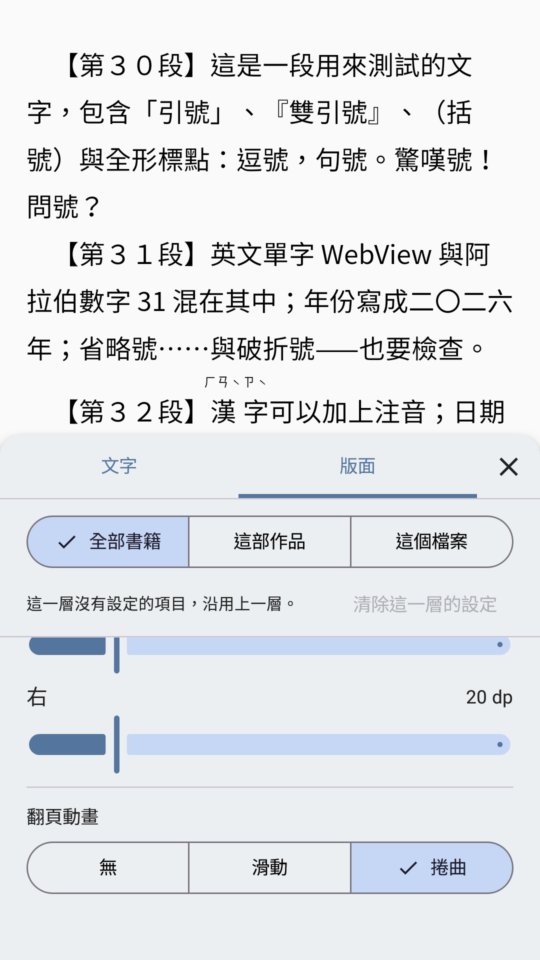 【第３０段】這是一段用來測試的文
字，包含「引號」、『雙引號』、（括
號）與全形標點：逗號，句號。驚嘆號！
問號？
【第３１段】英文單字 WebView 與阿
拉伯數字 31 混在其中；年份寫成二〇二六
年；省略號⋯⋯與破折號——也要檢查。
ㄏㄢˋㄗˋ
【第３２段】漢 字可以加上注音；日期
文字 版面
全部書籍 這部作品 這個檔案
這一層沒有設定的項目，沿用上一層。 清除這一層的設定
右 20 dp
翻頁動畫
無 滑動 捲曲